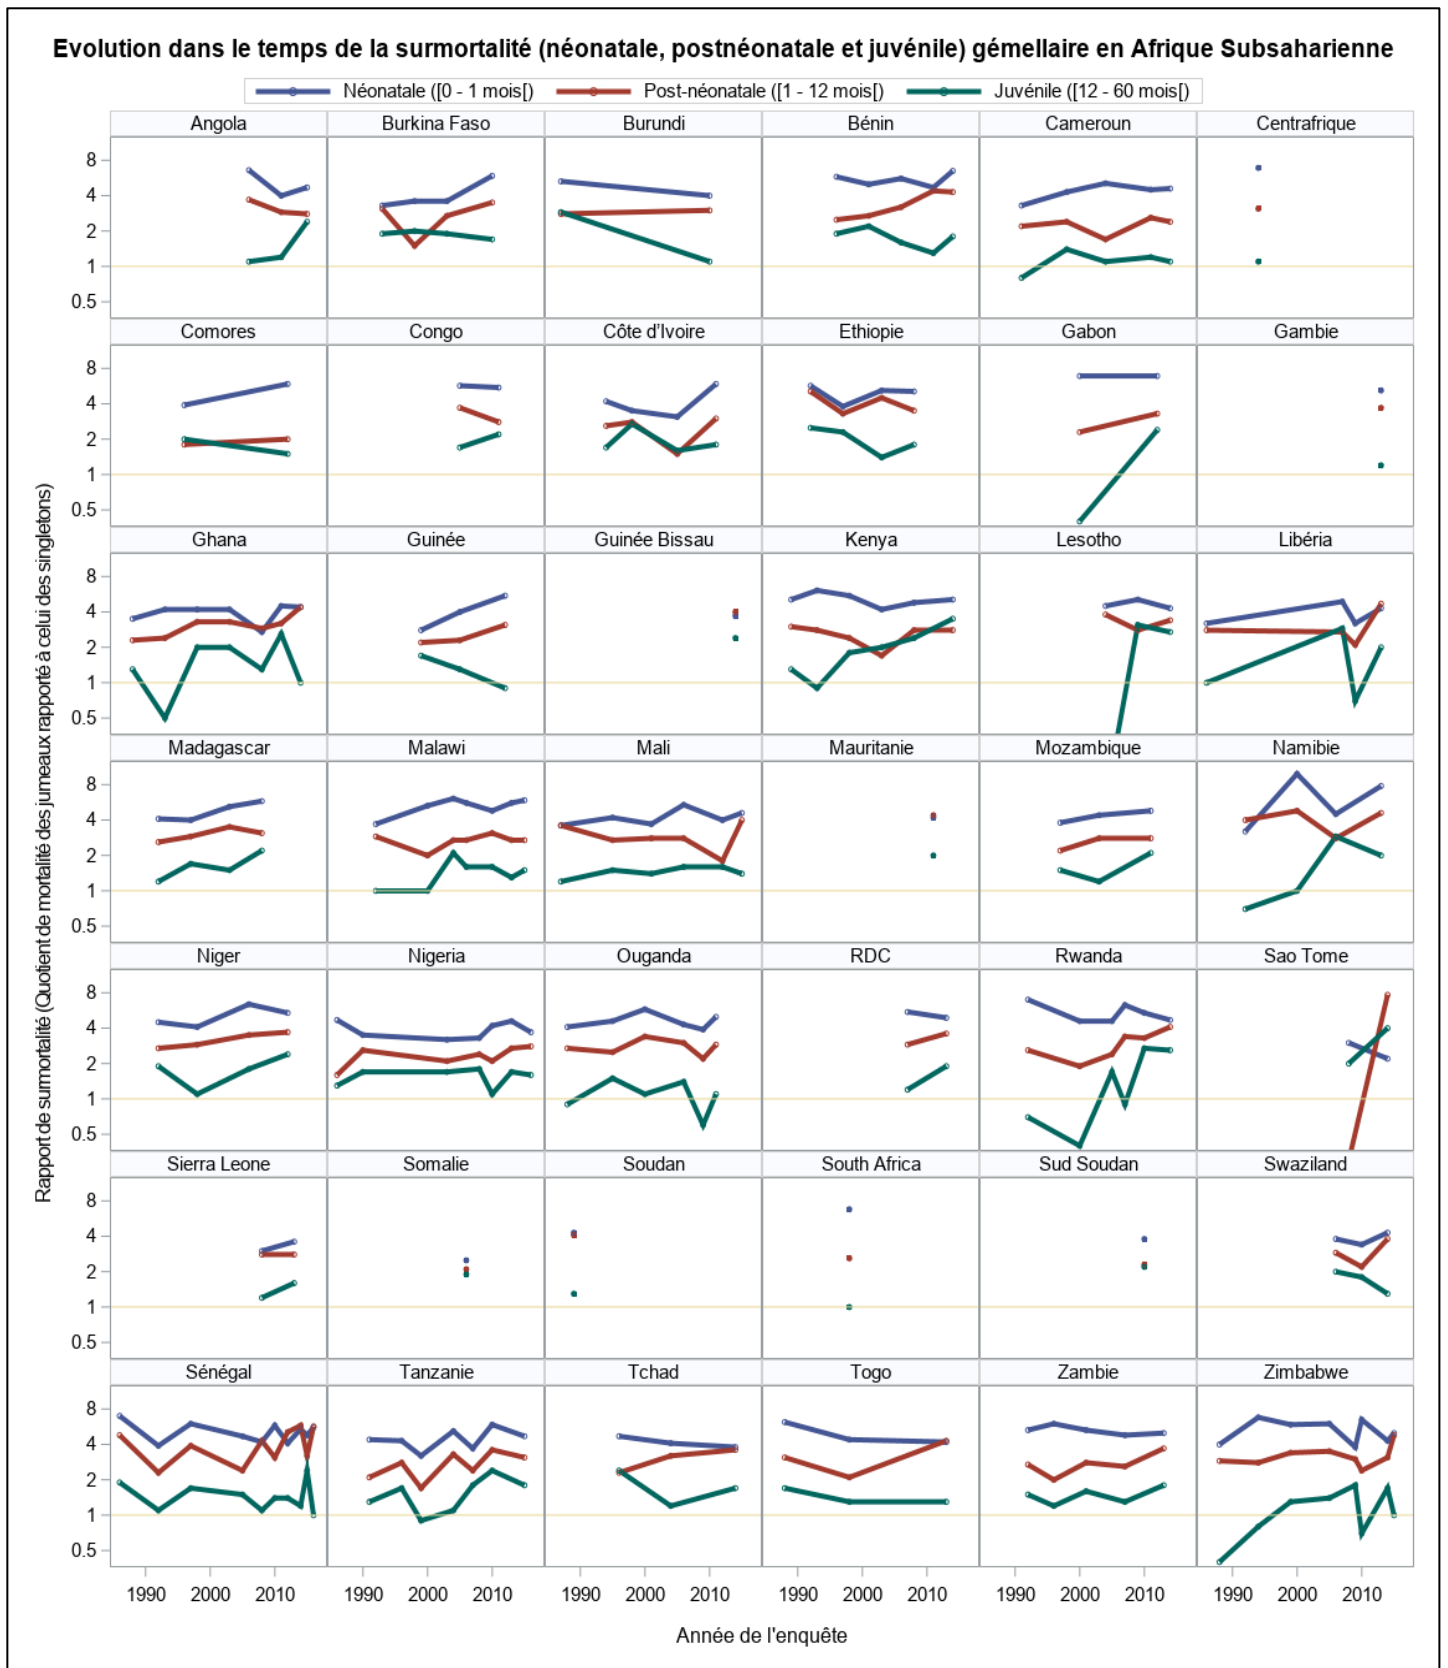 Evolution dans le temps de la surmortalité (néonatale, postnéonatale et juvénile) gémellaire en Afrique Subsaharienne
Néonatale ([0 - 1 mois[) Post-néonatale ([1 - 12 mois[) Juvénile ([12 - 60 mois[)
Rapport de surmortalité (Quotient de mortalité des jumeaux rapporté à celui des singletons)
Angola Burkina Faso Burundi Bénin Cameroun Centrafrique
8
4
2
1
0.5
Comores Congo Côte d'Ivoire Ethiopie Gabon Gambie
8
4
2
1
0.5
Ghana Guinée Guinée Bissau Kenya Lesotho Libéria
8
4
2
1
0.5
Madagascar Malawi Mali Mauritanie Mozambique Namibie
8
4
2
1
0.5
Niger Nigeria Ouganda RDC Rwanda Sao Tome
8
4
2
1
0.5
Sierra Leone Somalie Soudan South Africa Sud Soudan Swaziland
8
4
2
1
0.5
Sénégal Tanzanie Tchad Togo Zambie Zimbabwe
8
4
2
1
0.5
1990 2000 2010 1990 2000 2010 1990 2000 2010 1990 2000 2010 1990 2000 2010 1990 2000 2010
Année de l'enquête